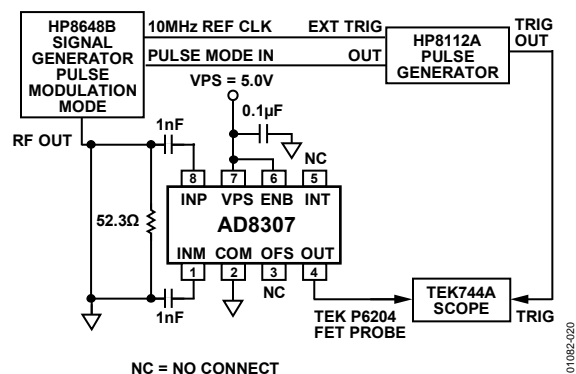 HP8648B
SIGNAL
GENERATOR
PULSE
MODULATION
MODE
10MHz REF CLK
EXT TRIG
PULSE MODE IN
OUT
HP8112A
PULSE
GENERATOR
TRIG
OUT
VPS = 5.0V
0.1µF
1nF
RF OUT
NC
8
7
6
5
INP
VPS
ENB
INT
52.3Ω
AD8307
INM
COM
OFS
OUT
1
2
3
4
NC
1nF
TEK P6204
FET PROBE
TEK744A
SCOPE
TRIG
NC = NO CONNECT
01082-020